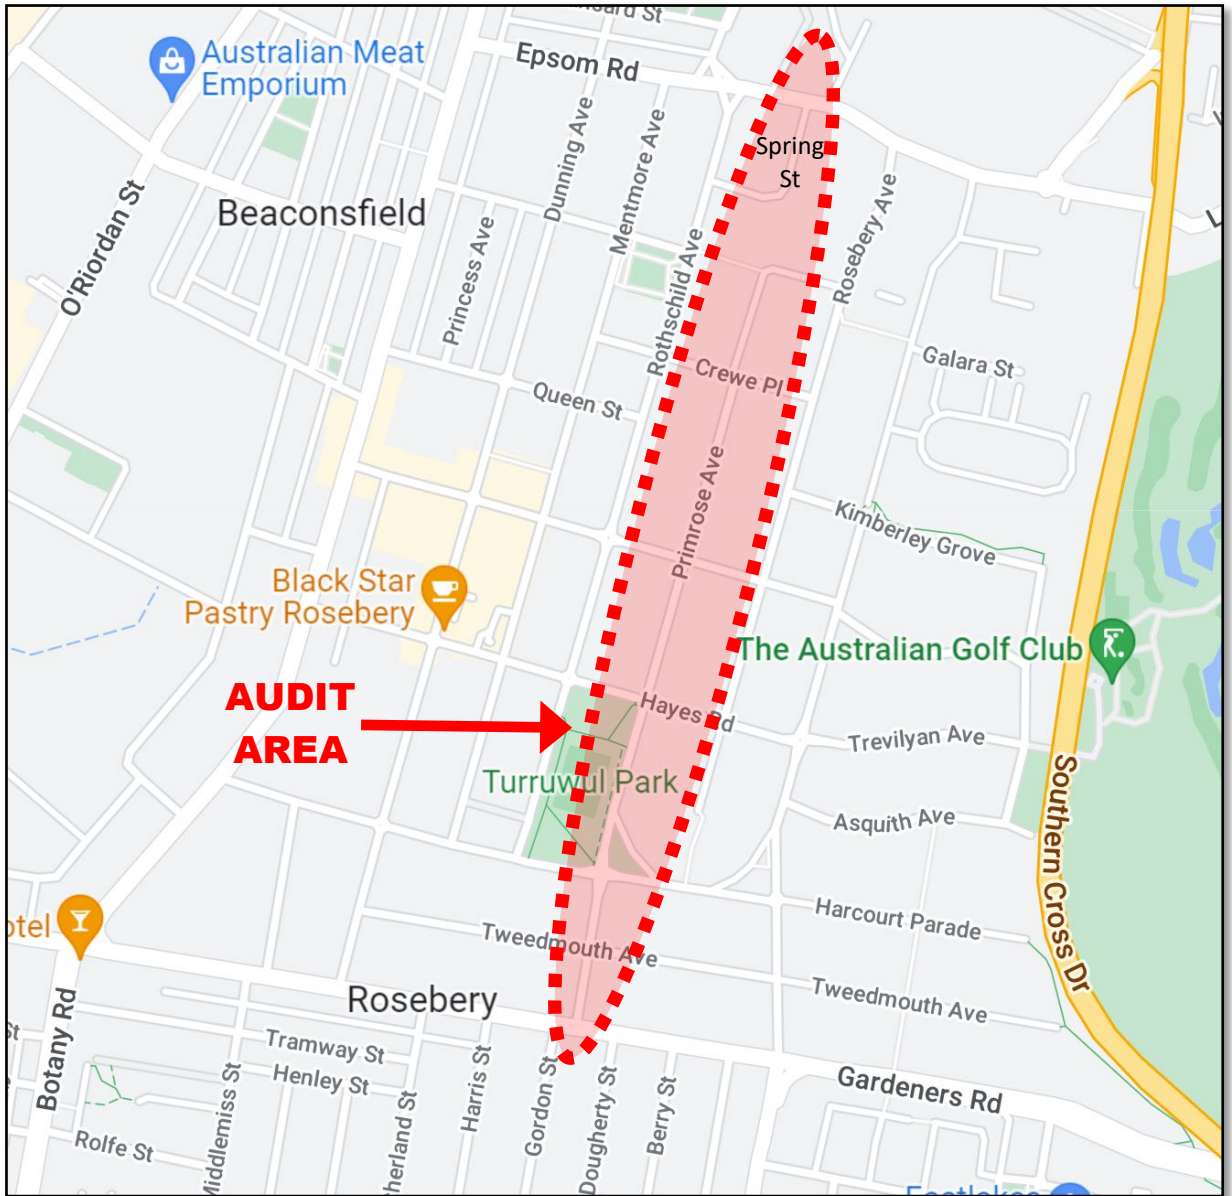 Epsom Rd
Australian Meat
Emporium
Spring
St
Dunning Ave
Mentmore Ave
Beaconsfield
O'Riordan St
Princess Ave
Rothschild Ave
Rosebery Ave
Galara St
Crewe Pl
Queen St
Primrose Ave
Kimberley Grove
Black Star
Pastry Rosebery
The Australian Golf Club
AUDIT
AREA
Hayes Rd
Trevilyan Ave
Turruwul Park
Asquith Ave
Southern Cross Dr
Harcourt Parade
Tweedmouth Ave
Tweedmouth Ave
Rosebery
Botany Rd
Tramway St
Henley St
Harris St
Gordon St
Dougherty St
Berry St
Gardeners Rd
Rolfe St
Middlemiss St